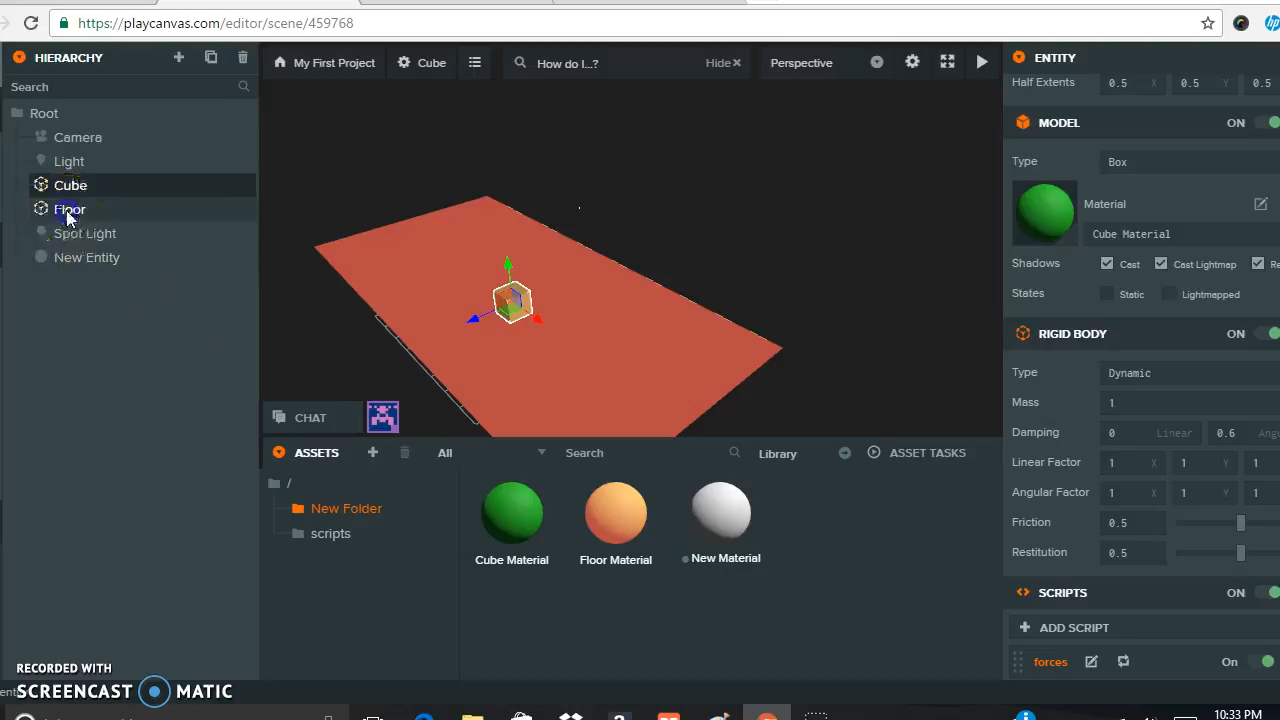 https://playcanvas.com/editor/scene/459768
HIERARCHY
Search
Root
Camera
Light
Cube
Floor
Spot Light
New Entity
My First Project
Cube
How do I...?
Hide
Perspective
CHAT
ASSETS
All
Search
Library
ASSET TASKS
/
New Folder
scripts
Cube Material
Floor Material
New Material
ENTITY
Half Extents 0.5 X 0.5 Y 0.5
MODEL ON
Type Box
Material
Cube Material
Shadows Cast Cast Lightmap Re
States Static Lightmapped
RIGID BODY ON
Type Dynamic
Mass 1
Damping 0 Linear 0.6 Angu
Linear Factor 1 X 1 Y 1
Angular Factor 1 X 1 Y 1
Friction 0.5
Restitution 0.5
SCRIPTS ON
ADD SCRIPT
forces On
RECORDED WITH
SCREENCAST MATIC
10:33 PM